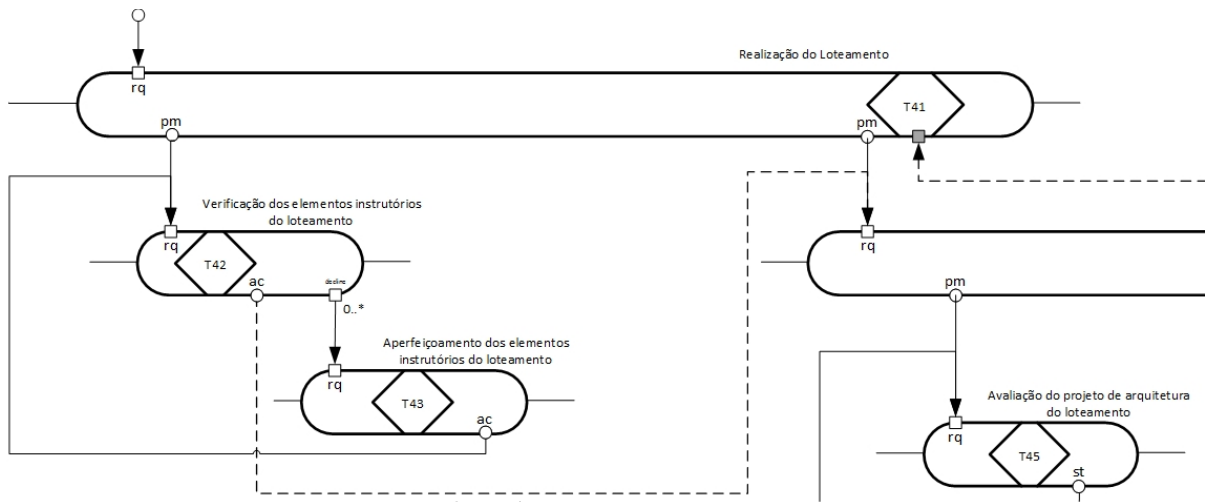 Realização do Loteamento
rq
T41
pm
pm
Verificação dos elementos instrutórios
do loteamento
rq
rq
T42
ac
decline
0..*
pm
Aperfeiçoamento dos elementos
instrutórios do loteamento
rq
T43
ac
Avaliação do projeto de arquitetura
do loteamento
rq
T45
st